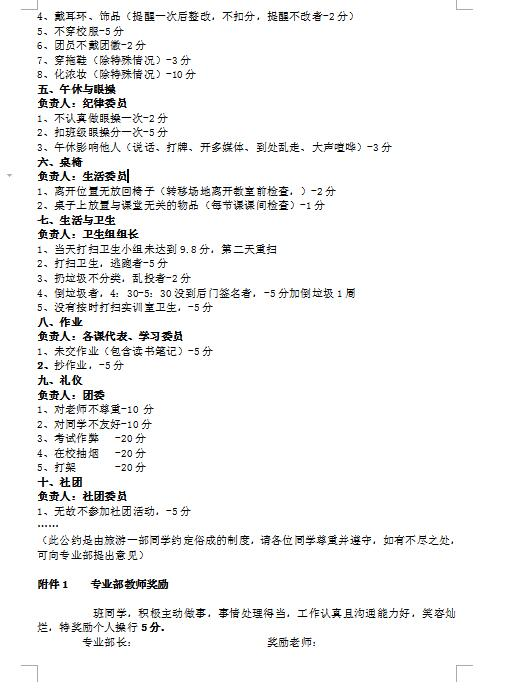 4、戴耳环、饰品（提醒一次后整改，不扣分，提醒不改者-2分）
5、不穿校服-5分
6、团员不戴团徽-2分
7、穿拖鞋（除特殊情况）-3分
8、化浓妆（除特殊情况）-10分
五、午休与眼操
负责人：纪律委员
1、不认真做眼操一次-2分
2、扣班级眼操分一次-5分
3、午休影响他人（说话、打牌、开多媒体、到处乱走、大声喧哗）-3分
六、桌椅
负责人：生活委员
1、离开位置无放回椅子（转移场地离开教室前检查，）-2分
2、桌子上放置与课堂无关的物品（每节课课间检查）-1分
七、生活与卫生
负责人：卫生组组长
1、当天打扫卫生小组未达到9.8分，第二天重扫
2、打扫卫生，逃跑者-5分
3、扔垃圾不分类，乱投者-2分
4、倒垃圾者，4：30-5：30没到后门签名者，-5分加倒垃圾1周
5、没有按时打扫实训室卫生，-5分
八、作业
负责人：各课代表、学习委员
1、未交作业（包含读书笔记）-5分
2、抄作业，-5分
九、礼仪
负责人：团委
1、对老师不尊重-10 分
2、对同学不友好-10分
3、考试作弊 -20分
4、在校抽烟 -20分
5、打架 -20分
十、社团
负责人：社团委员
1、无故不参加社团活动，-5分
……
（此公约是由旅游一部同学约定俗成的制度，请各位同学尊重并遵守，如有不尽之处，
可向专业部提出意见）
附件1 专业部教师奖励
班同学，积极主动做事，事情处理得当，工作认真且沟通能力好，笑容灿
烂，特奖励个人操行5分。
专业部长： 奖励老师：